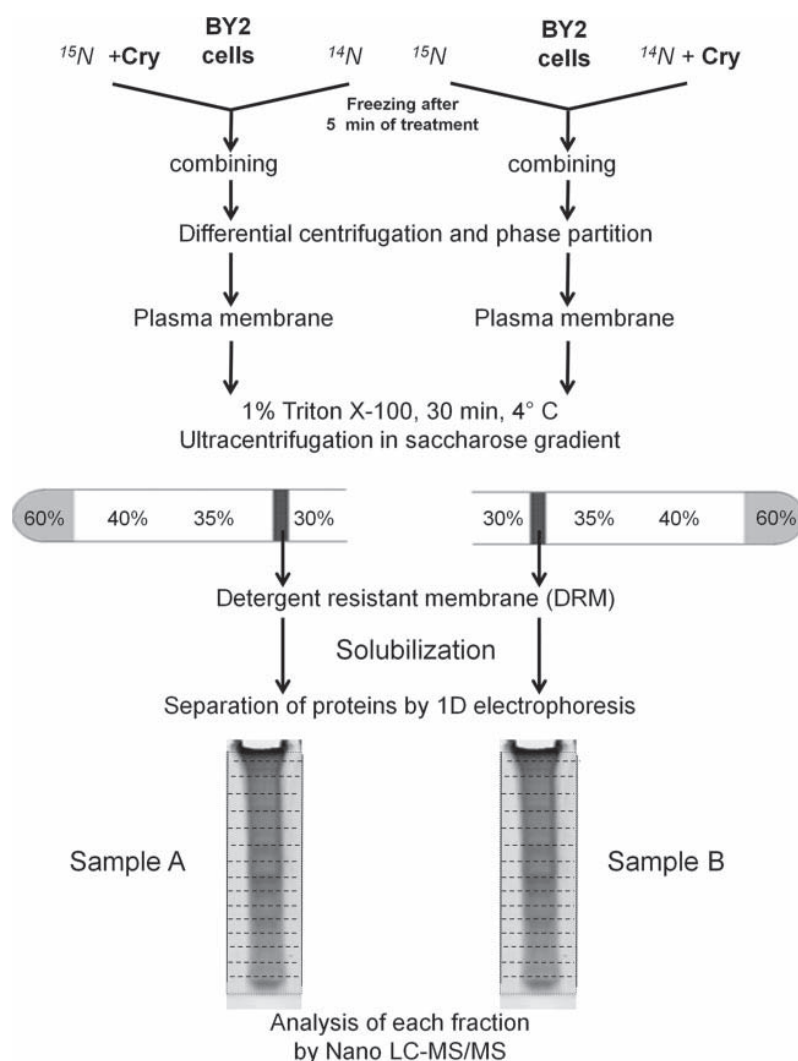 BY2 cells
BY2 cells
15N +Cry
14N
15N
14N + Cry
Freezing after
5 min of treatment
combining
combining
Differential centrifugation and phase partition
Plasma membrane
Plasma membrane
1% Triton X-100, 30 min, 4° C
Ultracentrifugation in saccharose gradient
60% 40% 35% 30%
30% 35% 40% 60%
Detergent resistant membrane (DRM)
Solubilization
Separation of proteins by 1D electrophoresis
Sample A
Sample B
Analysis of each fraction
by Nano LC-MS/MS